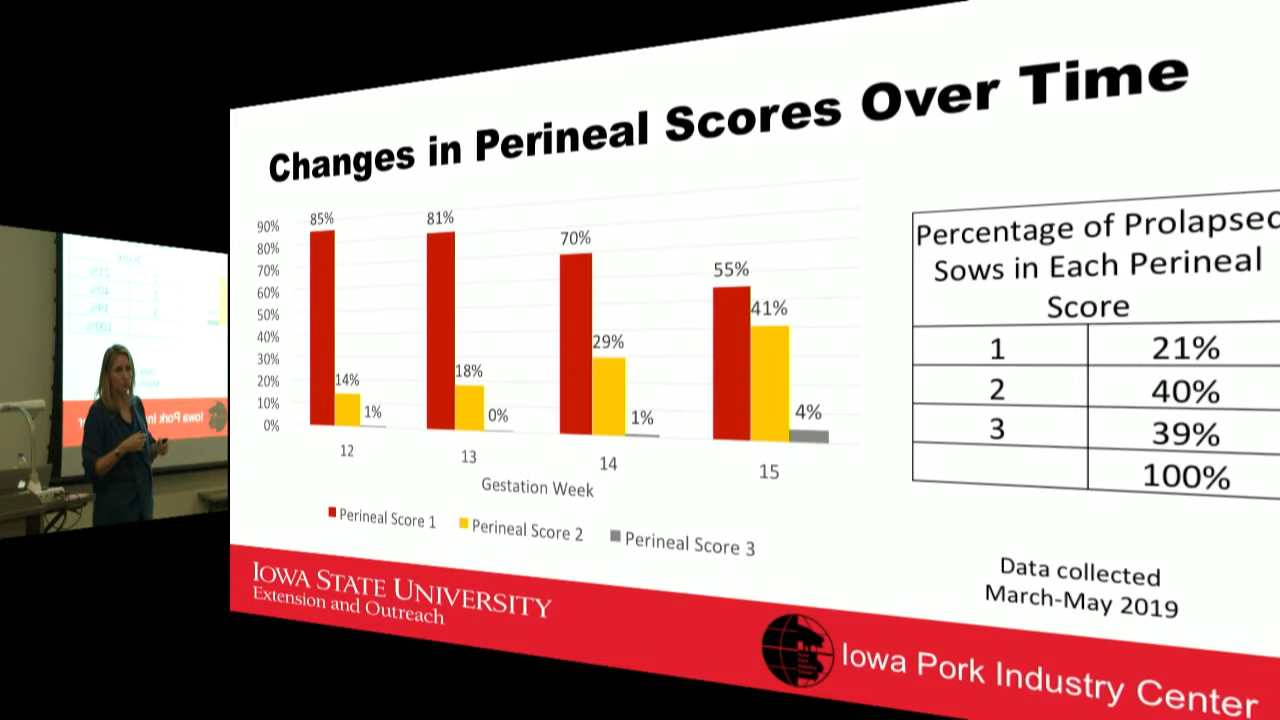 Changes in Perineal Scores Over Time
90%
80%
70%
60%
50%
40%
30%
20%
10%
0%
85%
14%
1%
81%
18%
0%
70%
29%
1%
55%
41%
4%
12
13
14
15
Gestation Week
Perineal Score 1
Perineal Score 2
Perineal Score 3
Percentage of Prolapsed
Sows in Each Perineal
Score
1 21%
2 40%
3 39%
100%
Data collected
March-May 2019
IOWA STATE UNIVERSITY
Extension and Outreach
Iowa Pork Industry Center